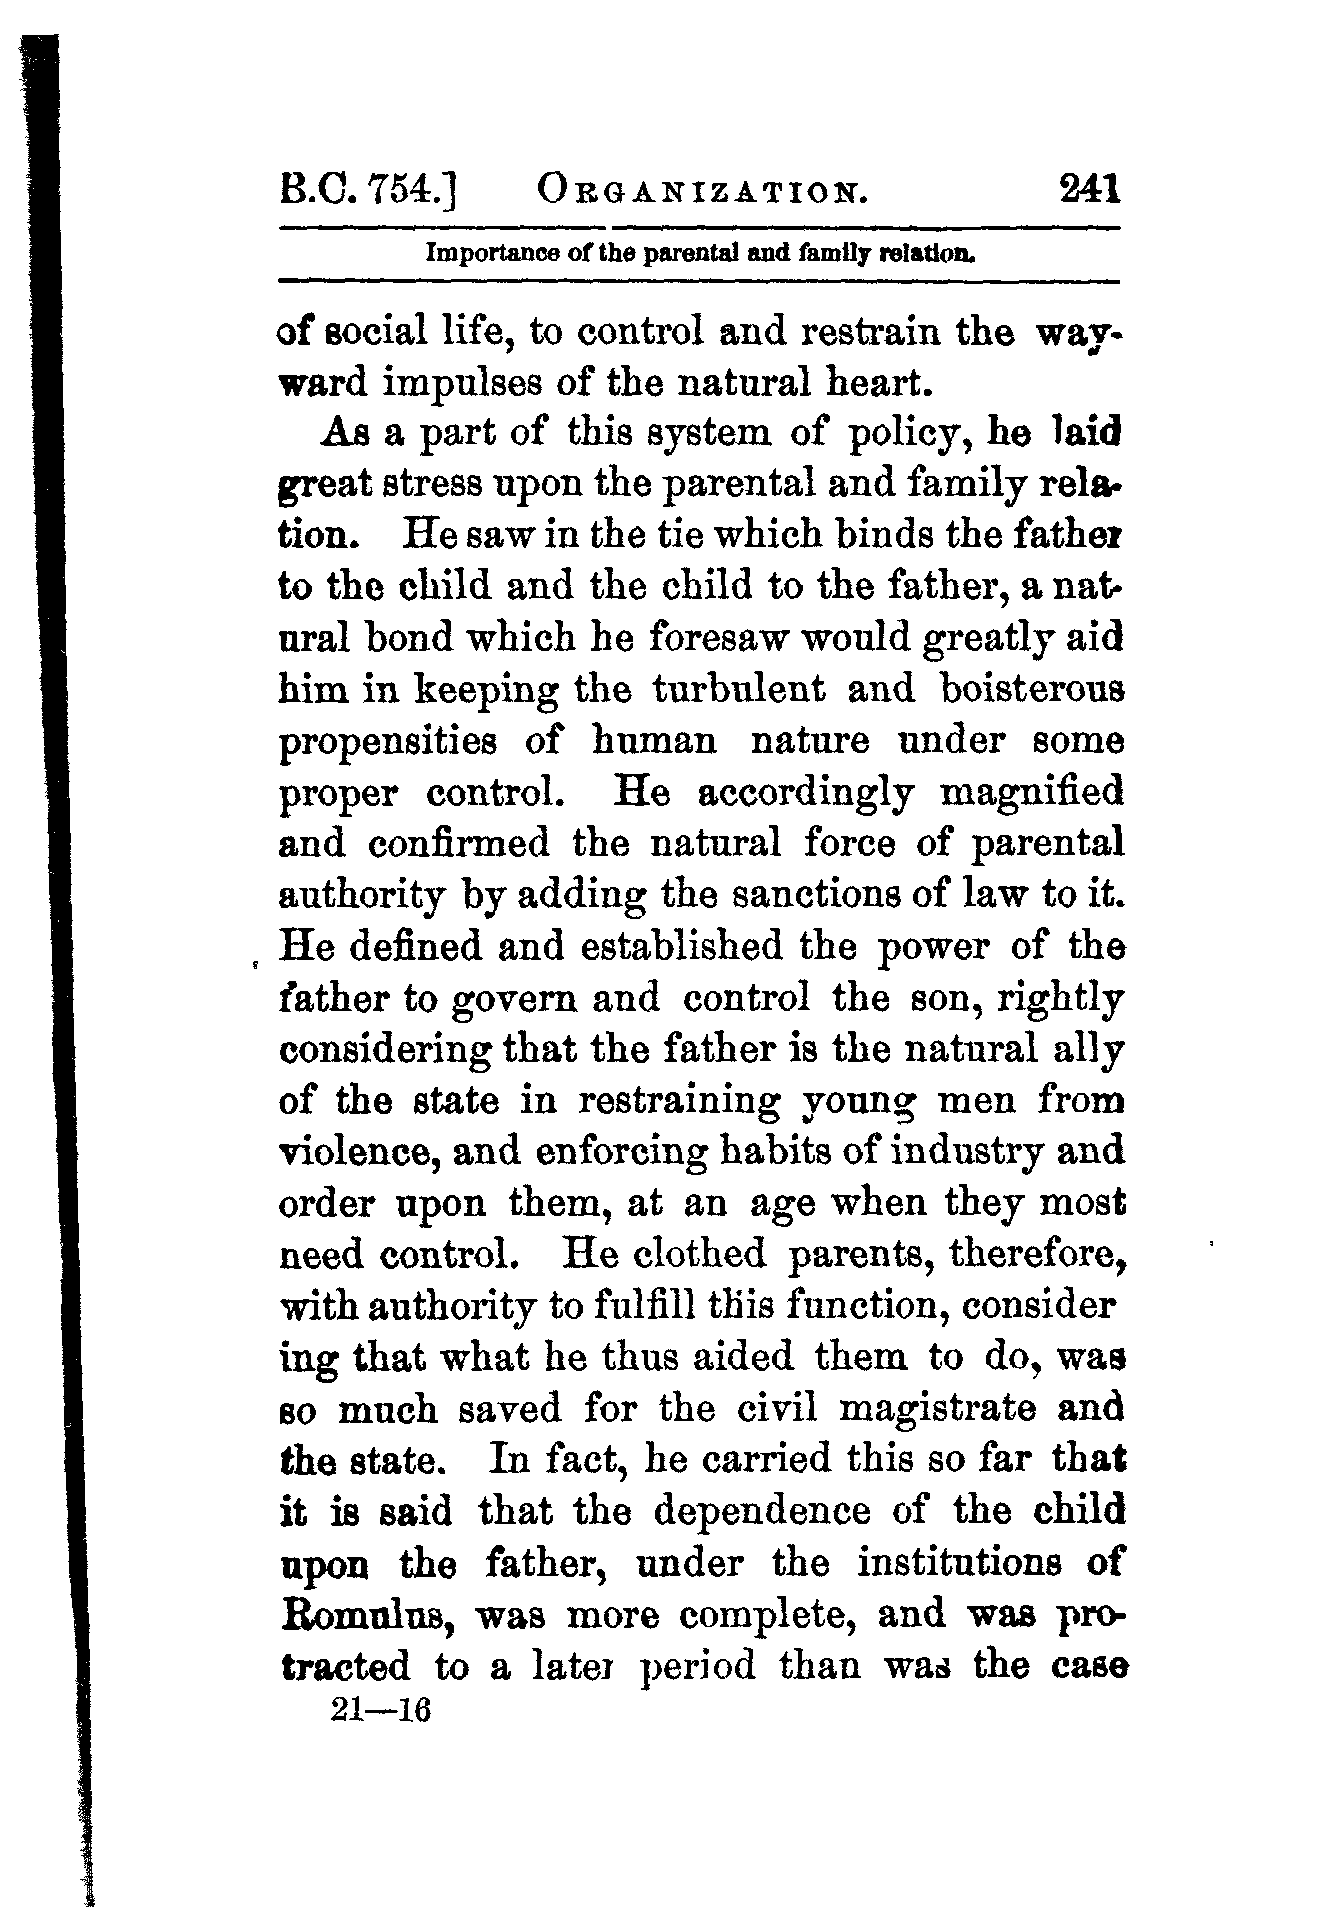 B.C. 754.] ORGANIZATION. 241
Importance of the parental and family relation.
of social life, to control and restrain the way-
ward impulses of the natural heart.
As a part of this system of policy, he laid
great stress upon the parental and family rela-
tion. He saw in the tie which binds the father
to the child and the child to the father, a nat-
ural bond which he foresaw would greatly aid
him in keeping the turbulent and boisterous
propensities of human nature under some
proper control. He accordingly magnified
and confirmed the natural force of parental
authority by adding the sanctions of law to it.
He defined and established the power of the
father to govern and control the son, rightly
considering that the father is the natural ally
of the state in restraining young men from
violence, and enforcing habits of industry and
order upon them, at an age when they most
need control. He clothed parents, therefore,
with authority to fulfill this function, consider
ing that what he thus aided them to do, was
so much saved for the civil magistrate and
the state. In fact, he carried this so far that
it is said that the dependence of the child
upon the father, under the institutions of
Romulus, was more complete, and was pro-
tracted to a later period than was the case
21—16